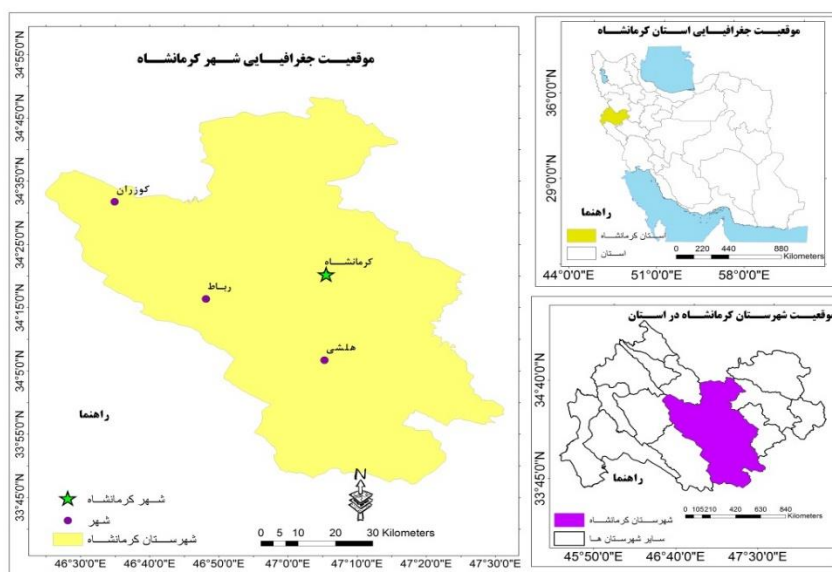 موقعیت جغرافیایی شهر کرمانشاه
34°55'0"N
34°45'0"N
34°35'0"N
34°25'0"N
34°15'0"N
34°5'0"N
33°55'0"N
33°45'0"N
کوزران
کرمانشاه
رباط
هلشی
راهنما
N
شهر کرمانشاه
شهر
شهرستان کرمانشاه
0 5 10 20 30 Kilometers
46°30'0"E 46°40'0"E 46°50'0"E 47°0'0"E 47°10'0"E 47°20'0"E 47°30'0"E
موقعیت جغرافیایی استان کرمانشاه
36°0'0"N
29°0'0"N
راهنما
استان کرمانشاه
استان
0 220 440 880
Kilometers
44°0'0"E 51°0'0"E 58°0'0"E
موقعیت شهرستان کرمانشاه در استان
34°40'0"N
33°45'0"N
راهنما
شهرستان کرمانشاه
سایر شهرستان ها
0 105210 420 630 840
Kilometers
45°50'0"E 46°40'0"E 47°30'0"E